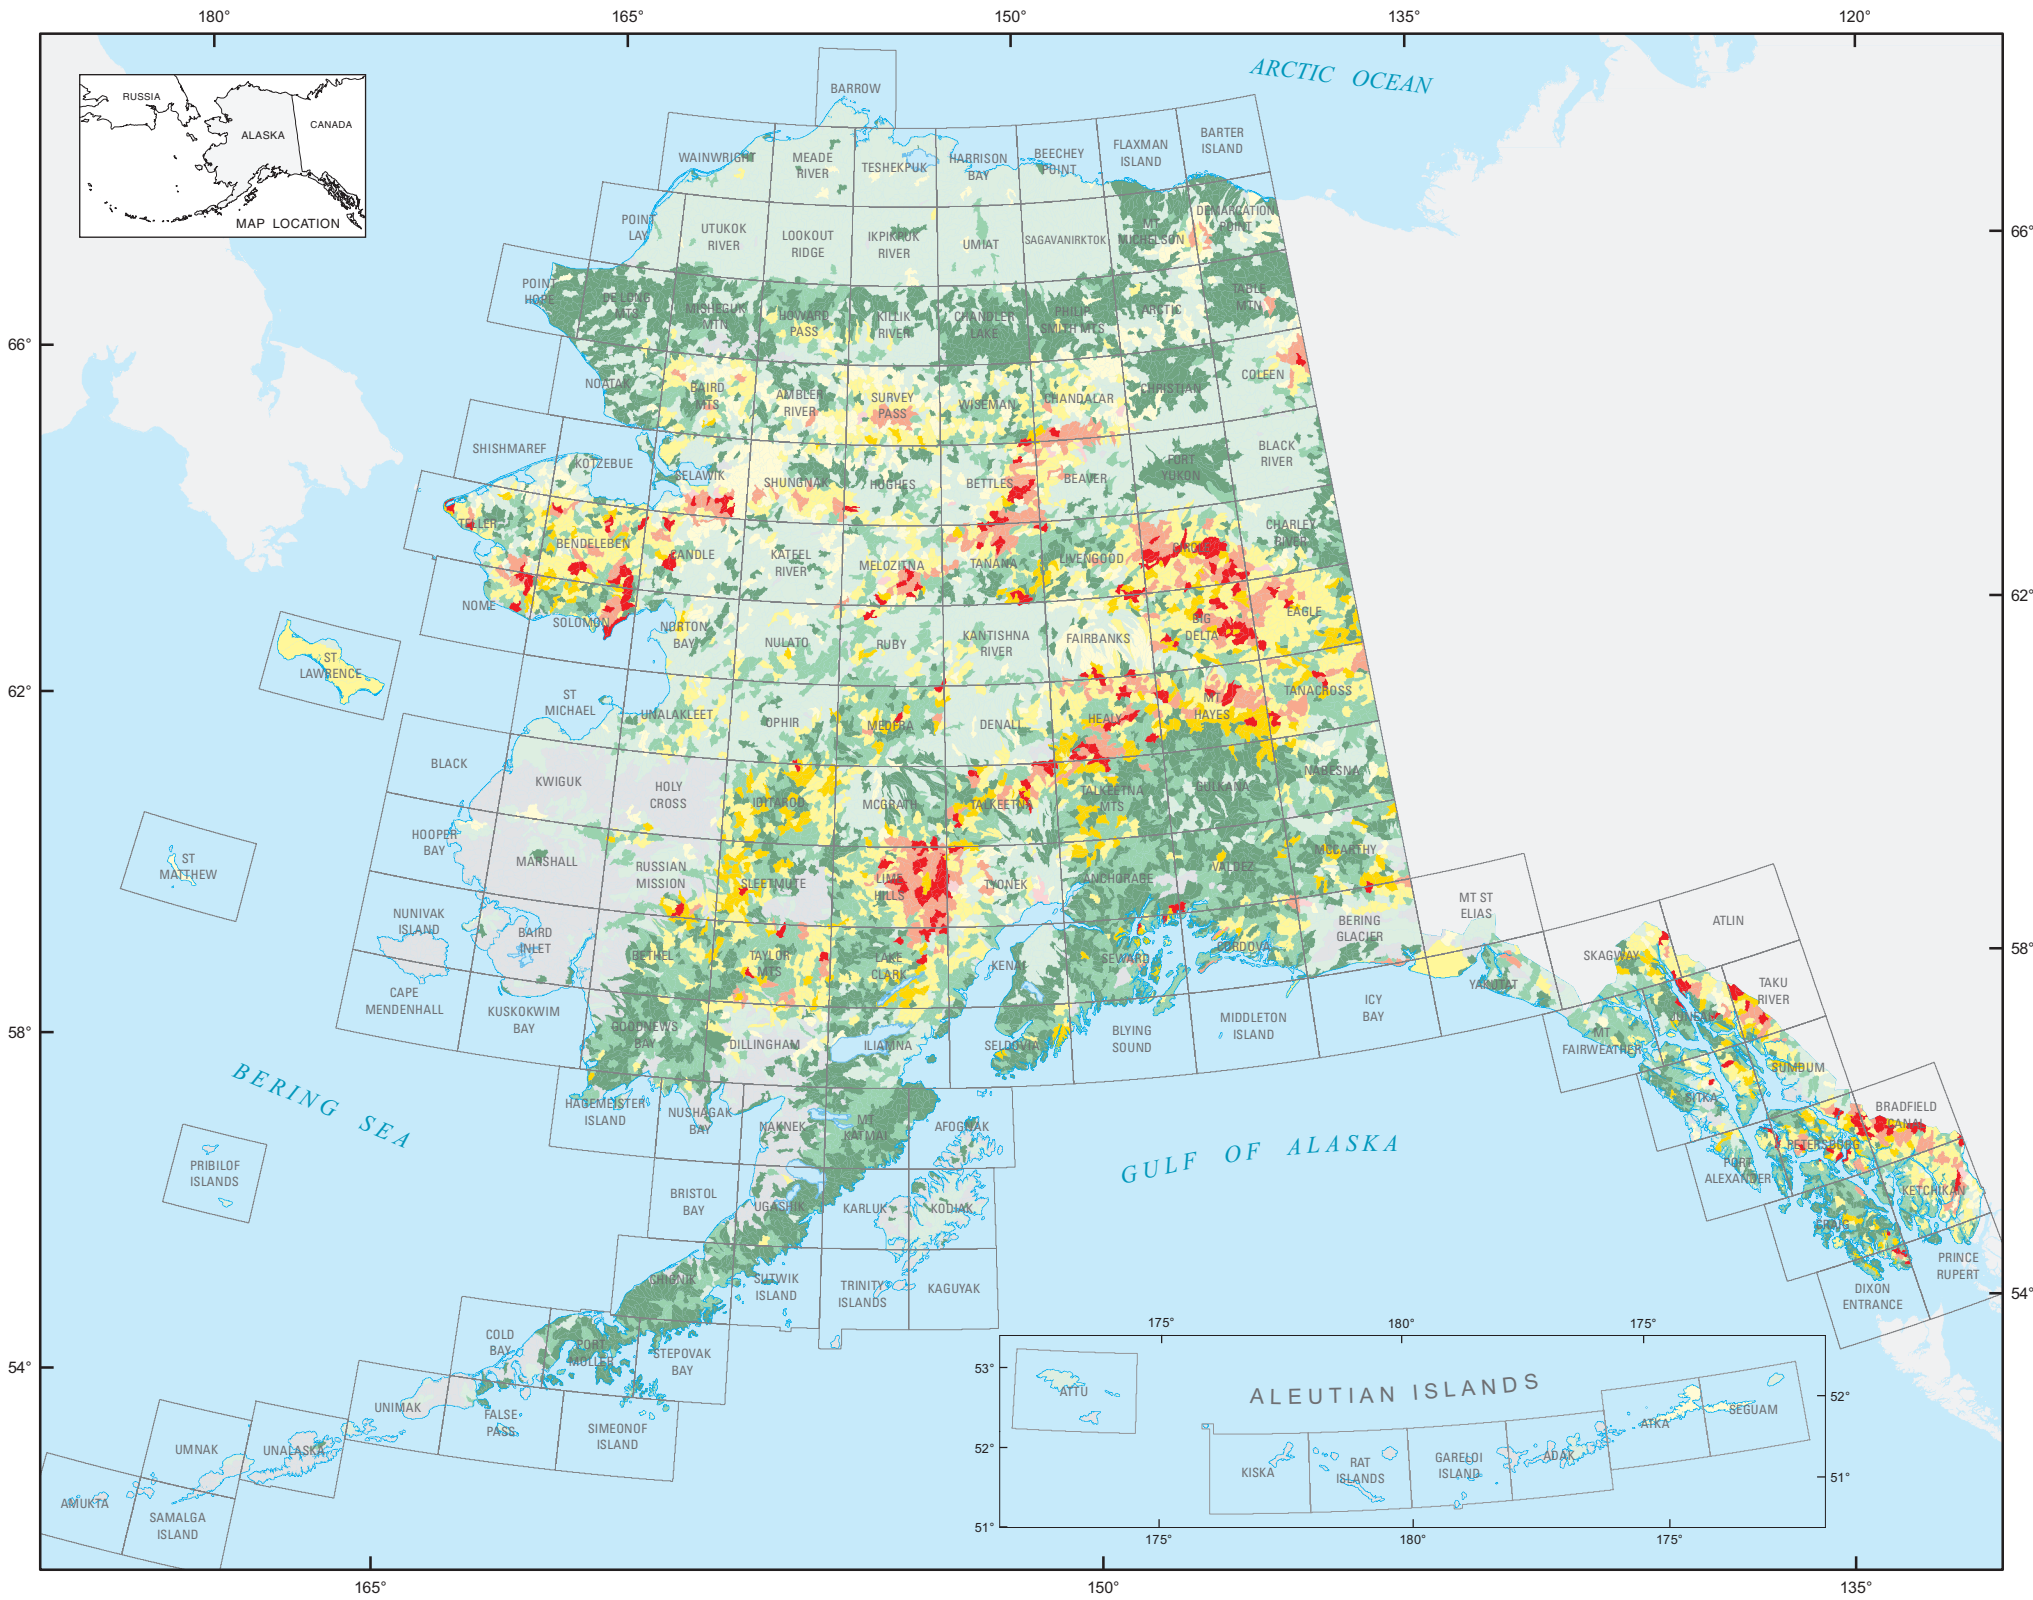 180°
165°
150°
135°
120°
ARCTIC OCEAN
RUSSIA
ALASKA
CANADA
MAP LOCATION
BARROW
WAINWRIGHT
MEADE
RIVER
TESHEKPUK
HARRISON
BAY
BEECHEY
POINT
FLAXMAN
ISLAND
BARTER
ISLAND
POINT
LAY
UTUKOK
RIVER
LOOKOUT
RIDGE
IKPIKPUK
RIVER
UMIAT
SAGAVANIRKTOK
MT
MICHELSON
DEMARCATION
POINT
66°
POINT
HOPE
DE LONG
MTS
MISHEGUK
MTN
HOWARD
PASS
KILLIK
RIVER
CHANDLER
LAKE
PHILIP
SMITH MTS
ARCTIC
TABLE
MTN
66°
NOATAK
BAIRD
MTS
AMBLER
RIVER
SURVEY
PASS
WISEMAN
CHANDALAR
CHRISTIAN
COLEEN
SHISHMAREF
KOTZEBUE
SELAWIK
SHUNGNAK
HUGHES
BETTLES
BEAVER
FORT
YUKON
BLACK
RIVER
TELLER
BENDELEBEN
CANDLE
KATEEL
RIVER
MELOZITNA
TANANA
LIVENGOOD
CIRCLE
CHARLEY
RIVER
62°
NOME
SOLOMON
NORTON
BAY
NULATO
RUBY
KANTISHNA
RIVER
FAIRBANKS
BIG
DELTA
EAGLE
ST
LAWRENCE
62°
ST
MICHAEL
UNALAKLEET
OPHIR
MEDFRA
DENALI
HEALY
MT
HAYES
TANACROSS
BLACK
KWIGUK
HOLY
CROSS
IDITAROD
MCGRATH
TALKEETNA
TALKEETNA
MTS
GULKANA
NABESNA
HOOPER
BAY
MARSHALL
RUSSIAN
MISSION
SLEETMUTE
LIME
HILLS
TYONEK
ANCHORAGE
VALDEZ
MCCARTHY
ST
MATTHEW
NUNIVAK
ISLAND
BAIRD
INLET
BETHEL
TAYLOR
MTS
LAKE
CLARK
KENAI
SEWARD
CORDOVA
BERING
GLACIER
MT ST
ELIAS
YAKUTAT
SKAGWAY
ATLIN
58°
CAPE
MENDENHALL
KUSKOKWIM
BAY
GOODNEWS
BAY
DILLINGHAM
ILIAMNA
SELDOVIA
BLYING
SOUND
MIDDLETON
ISLAND
ICY
BAY
MT
FAIRWEATHER
JUNEAU
TAKU
RIVER
58°
BERING SEA
HAGEMEISTER
ISLAND
NUSHAGAK
BAY
NAKNEK
MT
KATMAI
AFOGNAK
GULF OF ALASKA
SITKA
SUMDUM
PRIBILOF
ISLANDS
BRISTOL
BAY
UGASHIK
KARLUK
KODIAK
PORT
ALEXANDER
PETERSBURG
BRADFIELD
CANAL
CRAIG
KETCHIKAN
CHIGNIK
SUTWIK
ISLAND
TRINITY
ISLANDS
KAGUYAK
DIXON
ENTRANCE
PRINCE
RUPERT
54°
COLD
BAY
PORT
MOLLER
STEPOVAK
BAY
54°
UNIMAK
FALSE
PASS
SIMEONOF
ISLAND
UMNAK
UNALASKA
AMUKTA
SAMALGA
ISLAND
175°
180°
175°
53°
ALEUTIAN ISLANDS
ATTU
52°
52°
KISKA
RAT
ISLANDS
GARELOI
ISLAND
ADAK
ATKA
SEGUAM
51°
51°
175°
180°
175°
165°
150°
135°